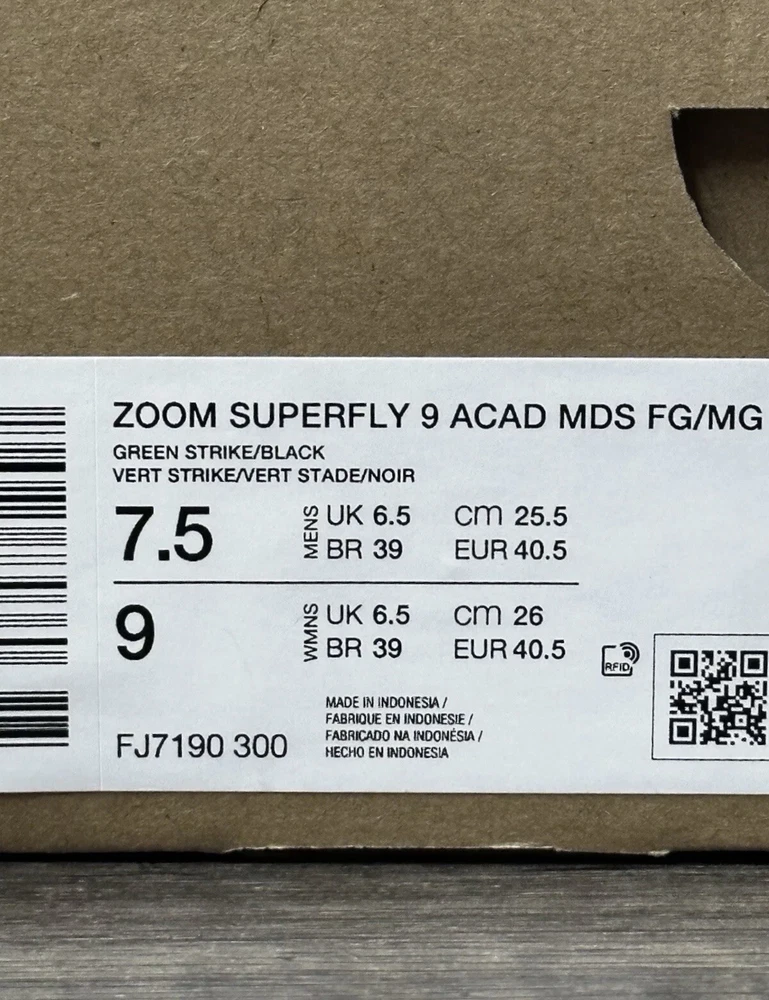 ZOOM SUPERFLY 9 ACAD MDS FG/MG
GREEN STRIKE/BLACK
VERT STRIKE/VERT STADE/NOIR
7.5
MENS
UK 6.5
cm 25.5
BR 39
EUR 40.5
9
WMNS
UK 6.5
cm 26
BR 39
EUR 40.5
RFID
MADE IN INDONESIA /
FABRIQUE EN INDONESIE /
FABRICADO NA INDONÉSIA /
HECHO EN INDONESIA
FJ7190 300